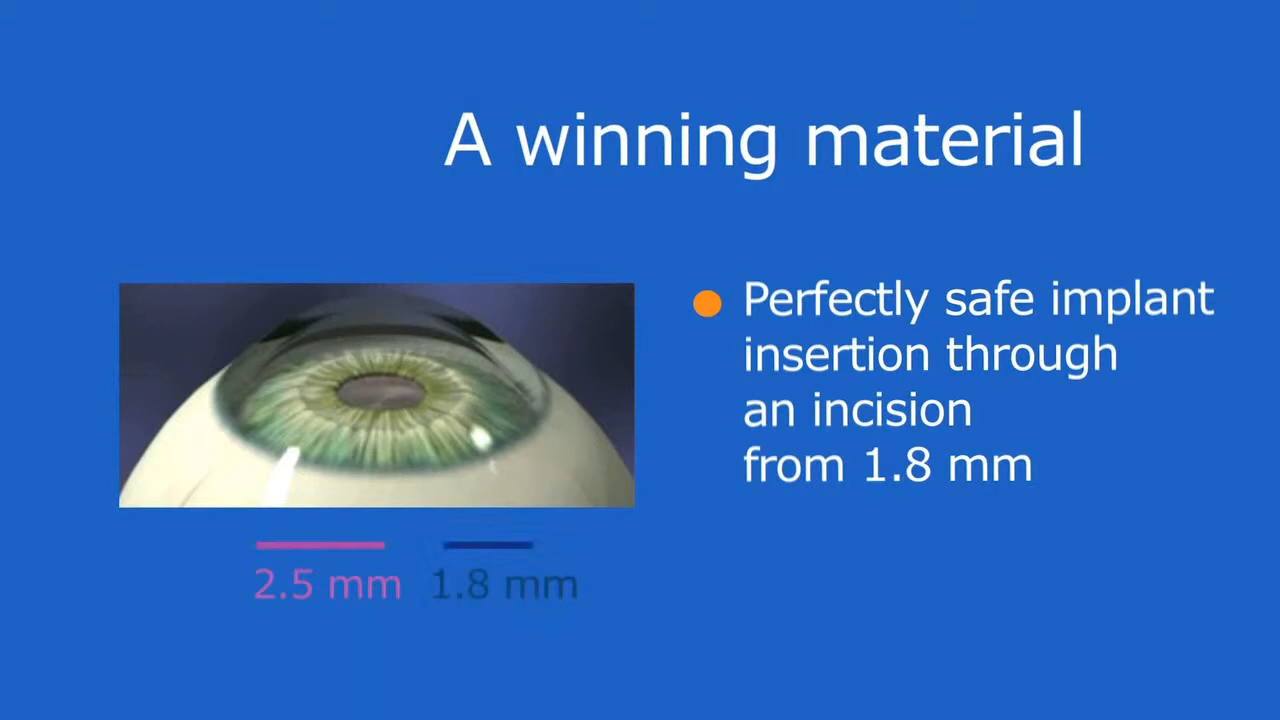 A winning material
Perfectly safe implant
insertion through
an incision
from 1.8 mm
2.5 mm
1.8 mm